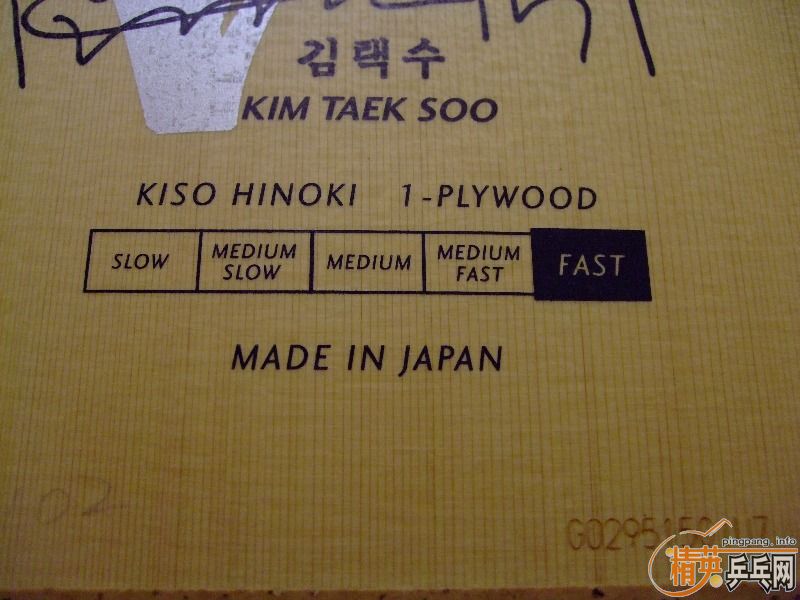 김택수
KIM TAEK SOO
KISO HINOKI 1-PLYWOOD
SLOW
MEDIUM SLOW
MEDIUM
MEDIUM FAST
FAST
MADE IN JAPAN
102
pingpang.info
精英乒乓网